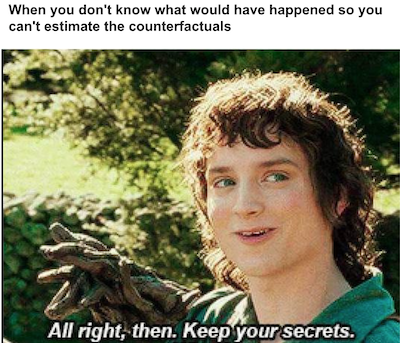 When you don't know what would have happened so you
can't estimate the counterfactuals
All right, then. Keep your secrets.